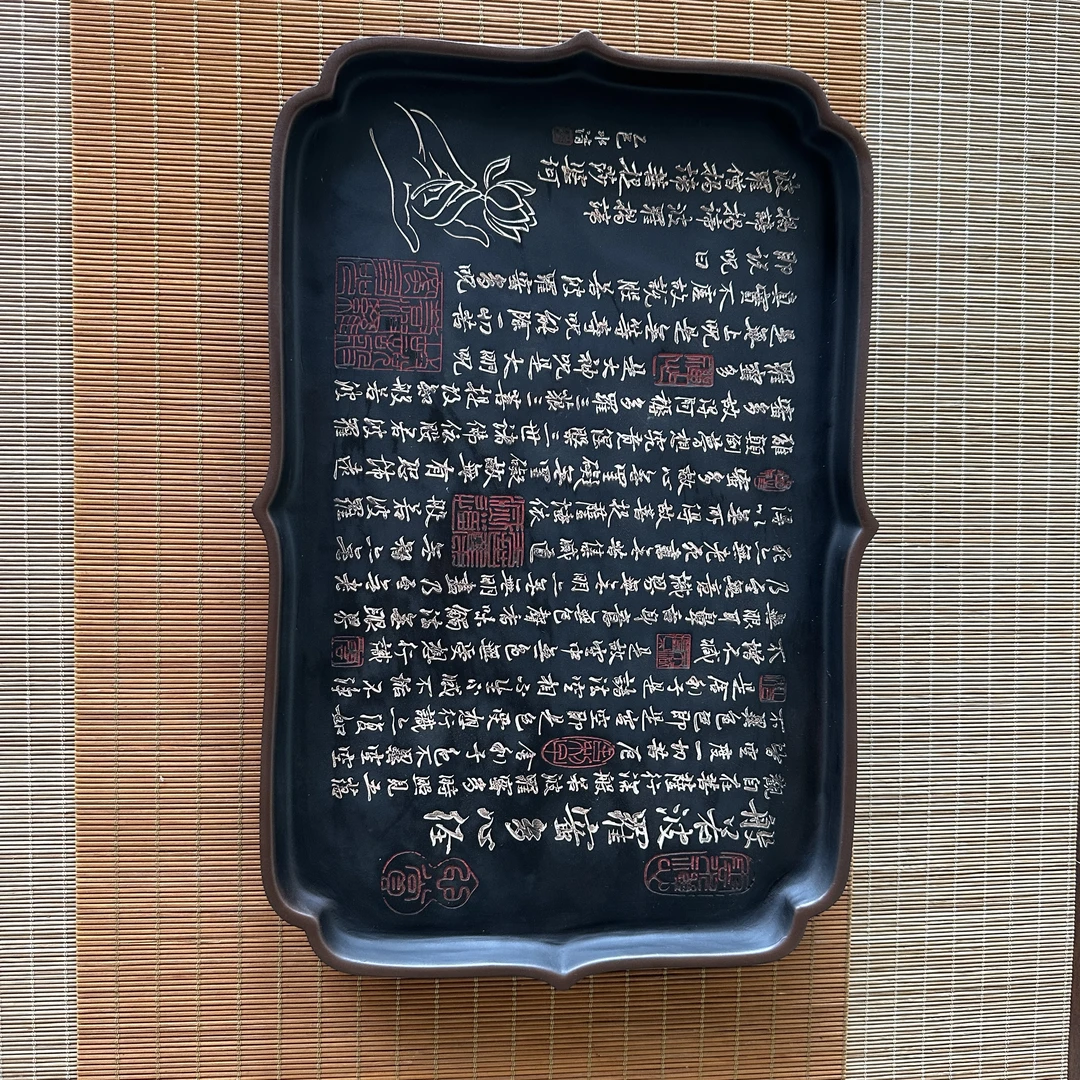 般若波羅蜜多心經
觀自在菩薩行深般若波羅蜜多時照見五蘊
皆空度一切苦厄舍利子色不異空空
不異色色即是空空即是色受想行識亦復如
是舍利子是諸法空相不生不滅不垢不淨
不增不減是故空中無色無受想行識
無眼耳鼻舌身意無色聲香味觸法無眼界
乃至無意識界無無明亦無無明盡乃至無老
死亦無老死盡無苦集滅道無智亦無
得以無所得故菩提薩埵依般若波羅
蜜多故心無罣礙無罣礙故無有恐怖遠
離顛倒夢想究竟涅槃三世諸佛依般若波羅
蜜多故得阿耨多羅三藐三菩提故知般若波
羅蜜多是大神咒是大明咒
是無上咒是無等等咒能除一切苦
真實不虛故說般若波羅蜜多咒
即說咒曰
揭諦揭諦波羅揭諦
波羅僧揭諦菩提薩婆訶